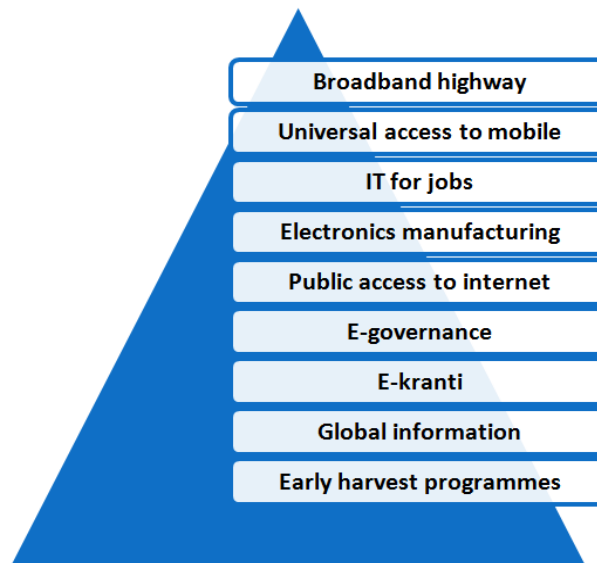 Broadband highway
Universal access to mobile
IT for jobs
Electronics manufacturing
Public access to internet
E-governance
E-kranti
Global information
Early harvest programmes